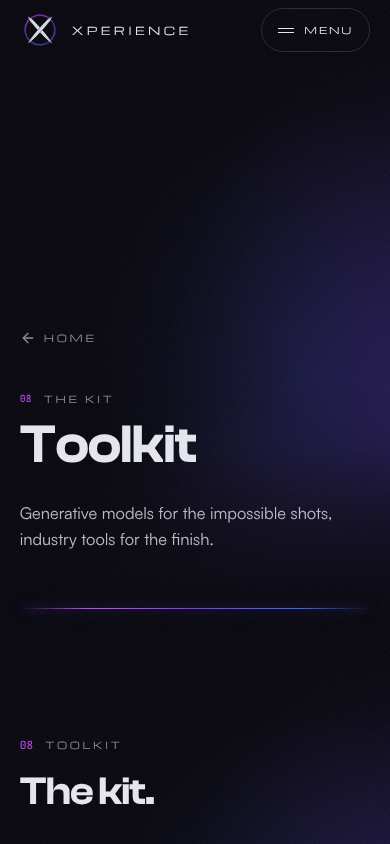 XPERIENCE
MENU
HOME
08 THE KIT
Toolkit
Generative models for the impossible shots,
industry tools for the finish.
08 TOOLKIT
The kit.